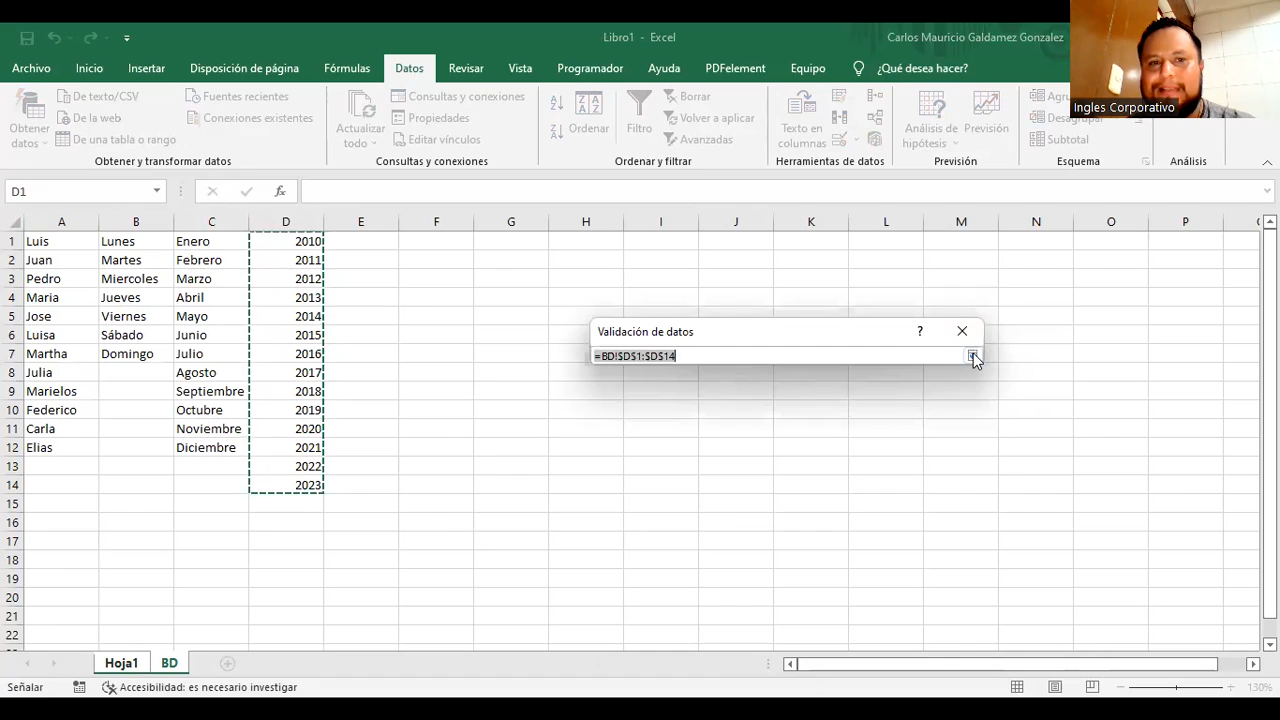 Libro1 - Excel
Carlos Mauricio Galdamez Gonzalez
Archivo Inicio Insertar Disposición de página Fórmulas Datos Revisar Vista Programador Ayuda PDFelement Equipo ¿Qué desea hacer?
Ingles Corporativo
Obtener datos
De texto/CSV
De la web
De una tabla o rango
Fuentes recientes
Conexiones existentes
Obtener y transformar datos
Actualizar todo
Consultas y conexiones
Propiedades
Editar vínculos
Consultas y conexiones
Ordenar
Filtro
Borrar
Volver a aplicar
Avanzadas
Ordenar y filtrar
Texto en columnas
Herramientas de datos
Análisis de hipótesis
Previsión
Previsión
Desagrupar
Subtotal
Esquema
Análisis
D1
fx
A B C D E F G H I J K L M N O P
1 Luis Lunes Enero 2010
2 Juan Martes Febrero 2011
3 Pedro Miercoles Marzo 2012
4 Maria Jueves Abril 2013
5 Jose Viernes Mayo 2014
6 Luisa Sábado Junio 2015
7 Martha Domingo Julio 2016
8 Julia Agosto 2017
9 Marielos Septiembre 2018
10 Federico Octubre 2019
11 Carla Noviembre 2020
12 Elias Diciembre 2021
13 2022
14 2023
15
16
17
18
19
20
21
22
Validación de datos ?
=BD!$D$1:$D$14
Hoja1 BD
Señalar
Accesibilidad: es necesario investigar
130%